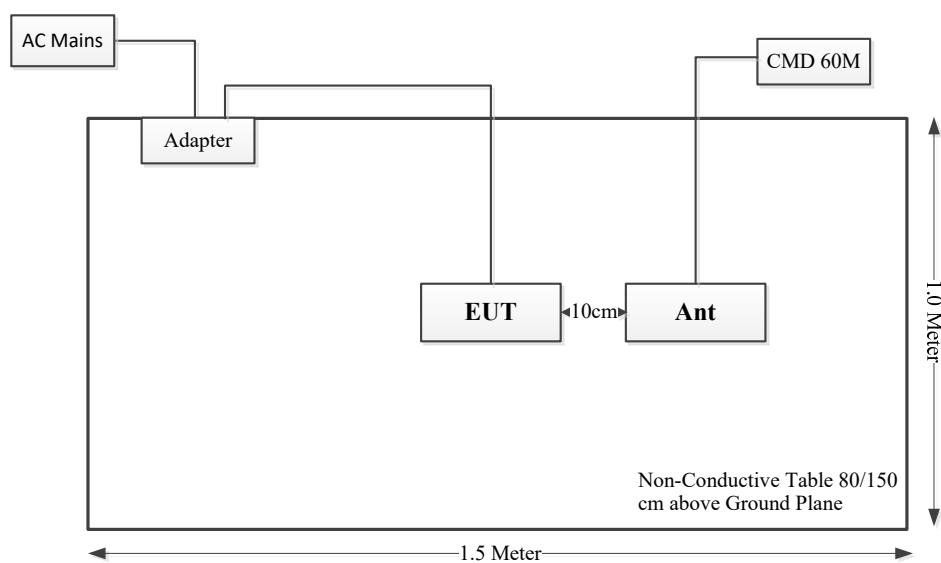 AC Mains
CMD 60M
Adapter
EUT
10cm
Ant
1.0 Meter
Non-Conductive Table 80/150
cm above Ground Plane
1.5 Meter